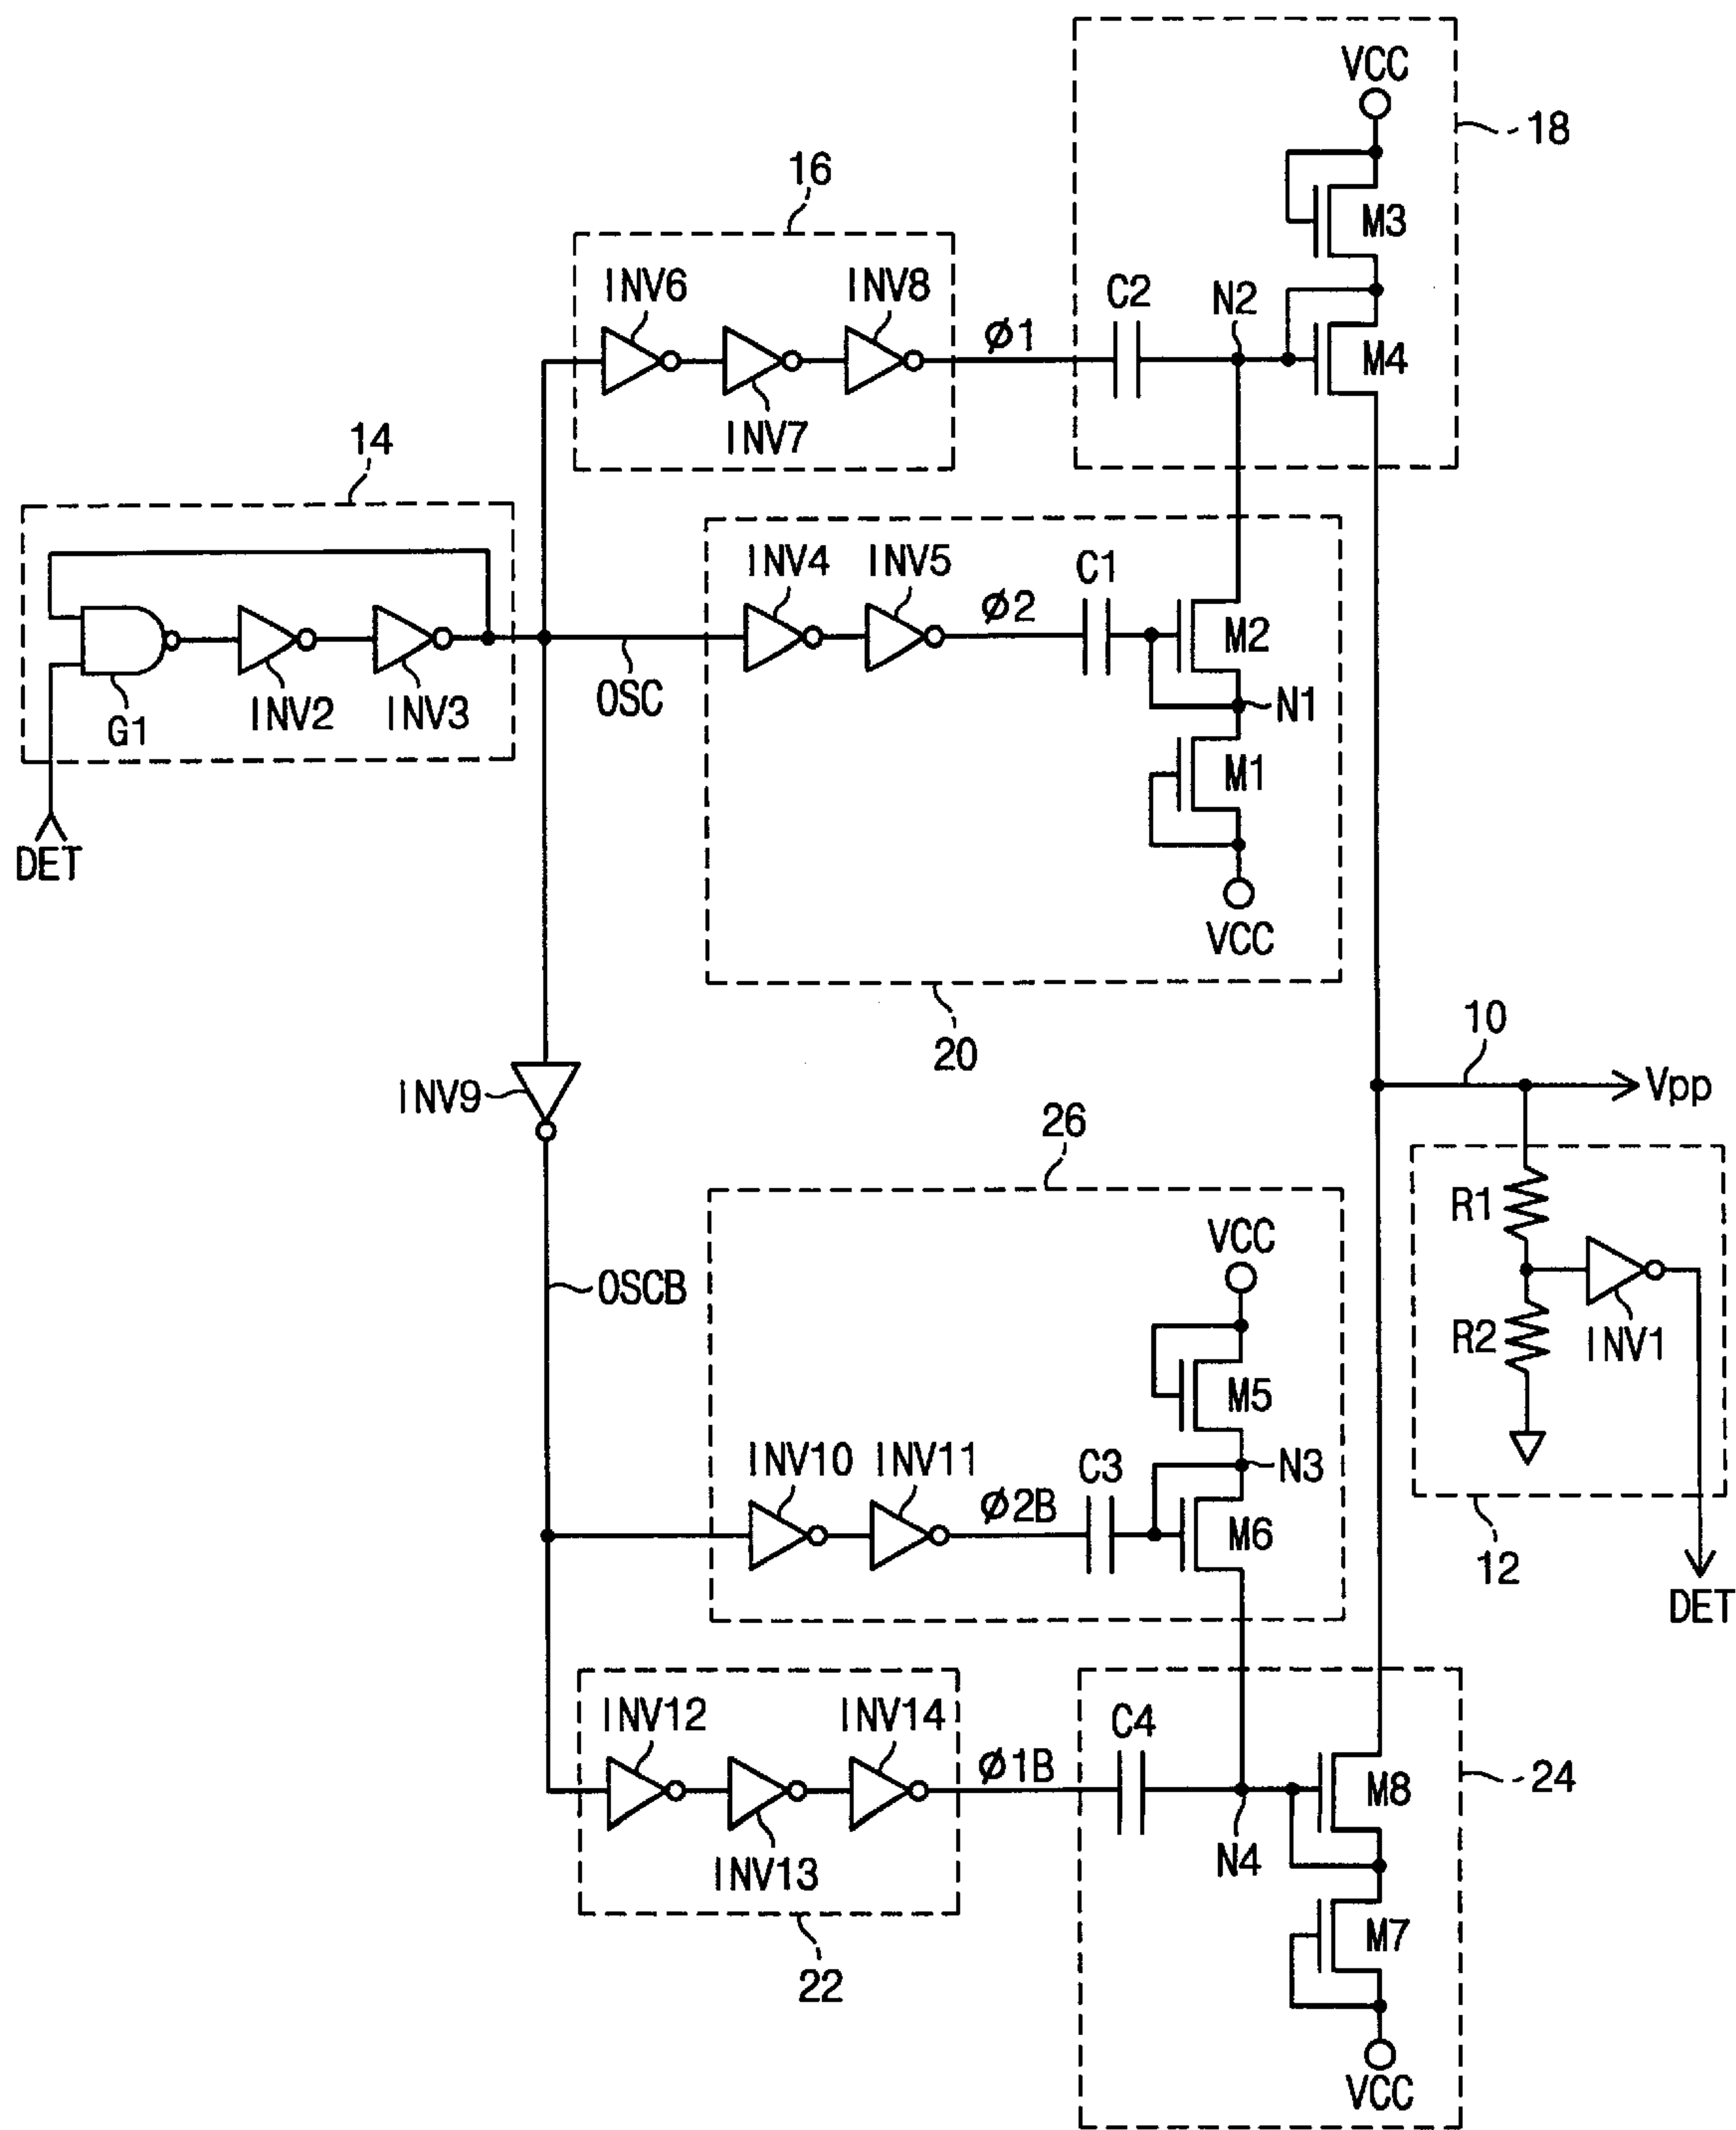 VCC
18
16
M3
INV6
INV8
C2
N2
ø1
M4
INV7
14
INV4
INV5
C1
ø2
M2
OSC
N1
INV2
INV3
G1
M1
DET
VCC
20
10
Vpp
INV9
26
R1
VCC
OSCB
R2
INV1
M5
INV10
INV11
C3
N3
ø2B
M6
12
DET
INV12
INV14
C4
ø1B
M8
24
N4
INV13
M7
22
VCC